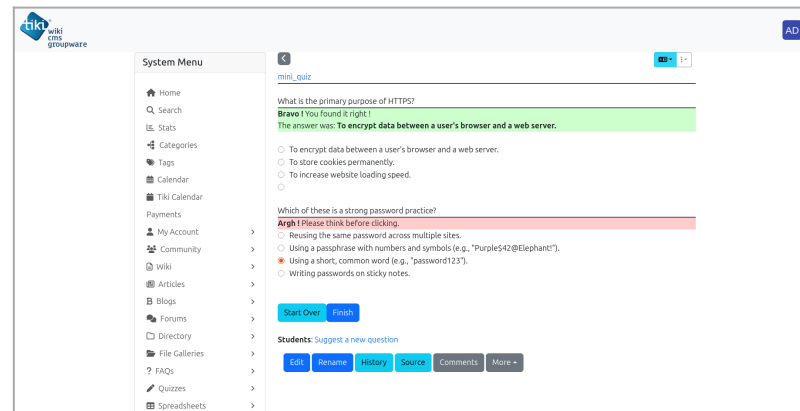 tiki
wiki
cms
groupware
AD
System Menu
Home
Search
Stats
Categories
Tags
Calendar
Tiki Calendar
Payments
My Account
Community
Wiki
Articles
Blogs
Forums
Directory
File Galleries
FAQs
Quizzes
Spreadsheets
mini_quiz
What is the primary purpose of HTTPS?
Bravo ! You found it right !
The answer was: To encrypt data between a user's browser and a web server.
To encrypt data between a user's browser and a web server.
To store cookies permanently.
To increase website loading speed.
Which of these is a strong password practice?
Argh ! Please think before clicking.
Reusing the same password across multiple sites.
Using a passphrase with numbers and symbols (e.g., "Purple$42@Elephant!").
Using a short, common word (e.g., "password123").
Writing passwords on sticky notes.
Start Over Finish
Students: Suggest a new question
Edit Rename History Source Comments More